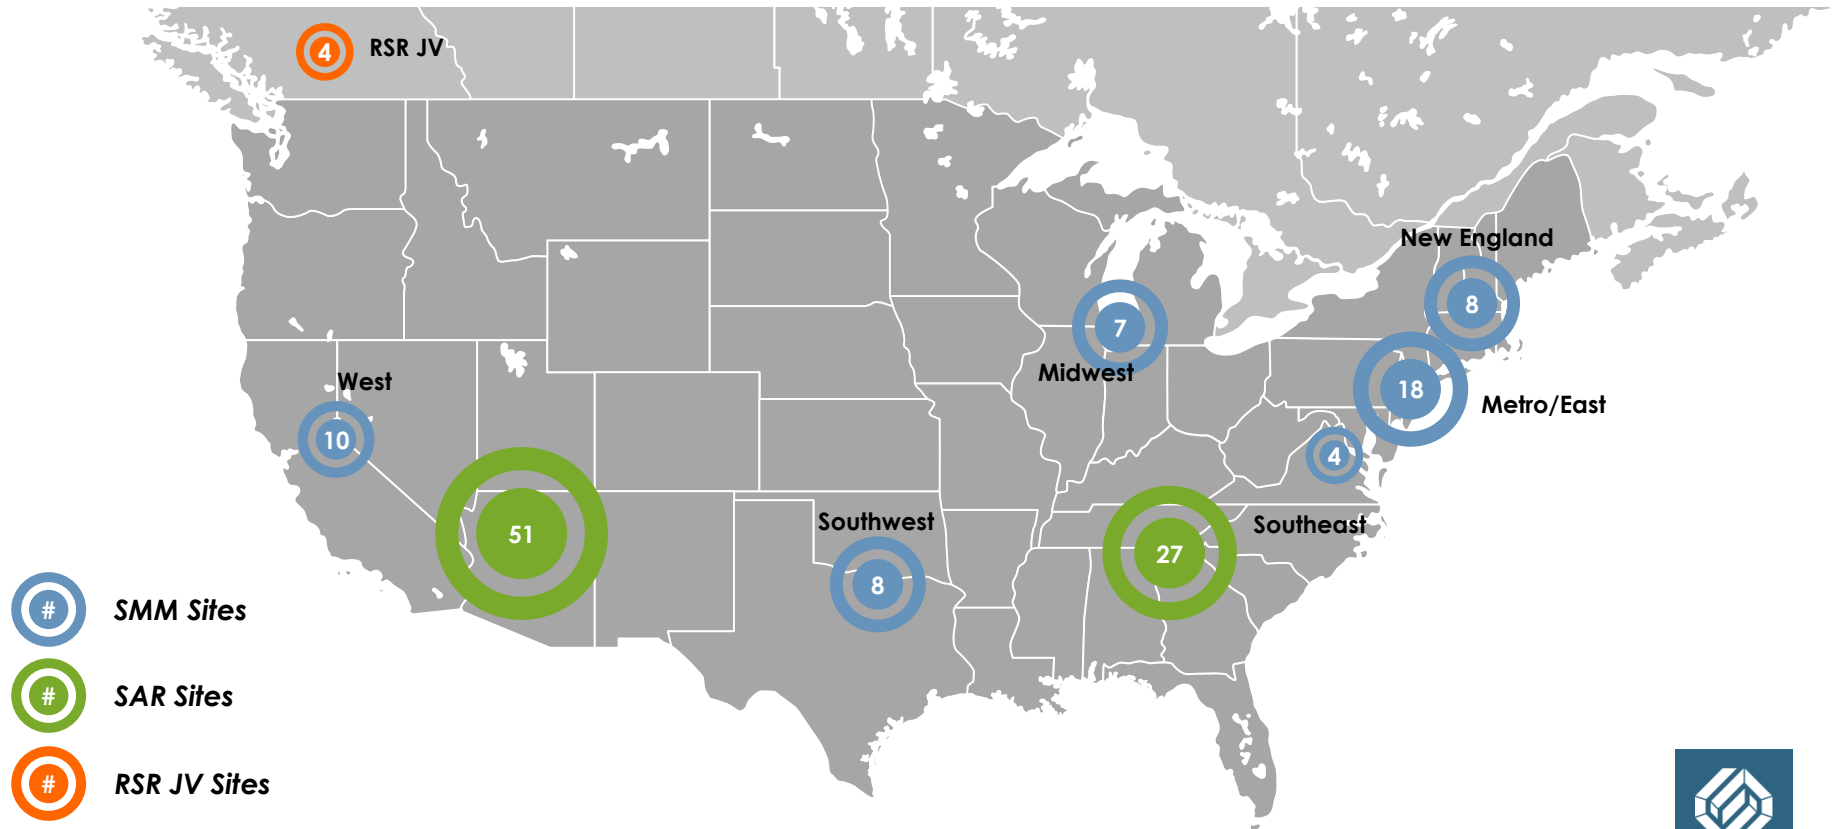 4 RSR JV
New England
8
7
West
Midwest
18
Metro/East
10
4
Southwest
Southeast
51
27
8
# SMM Sites
# SAR Sites
# RSR JV Sites